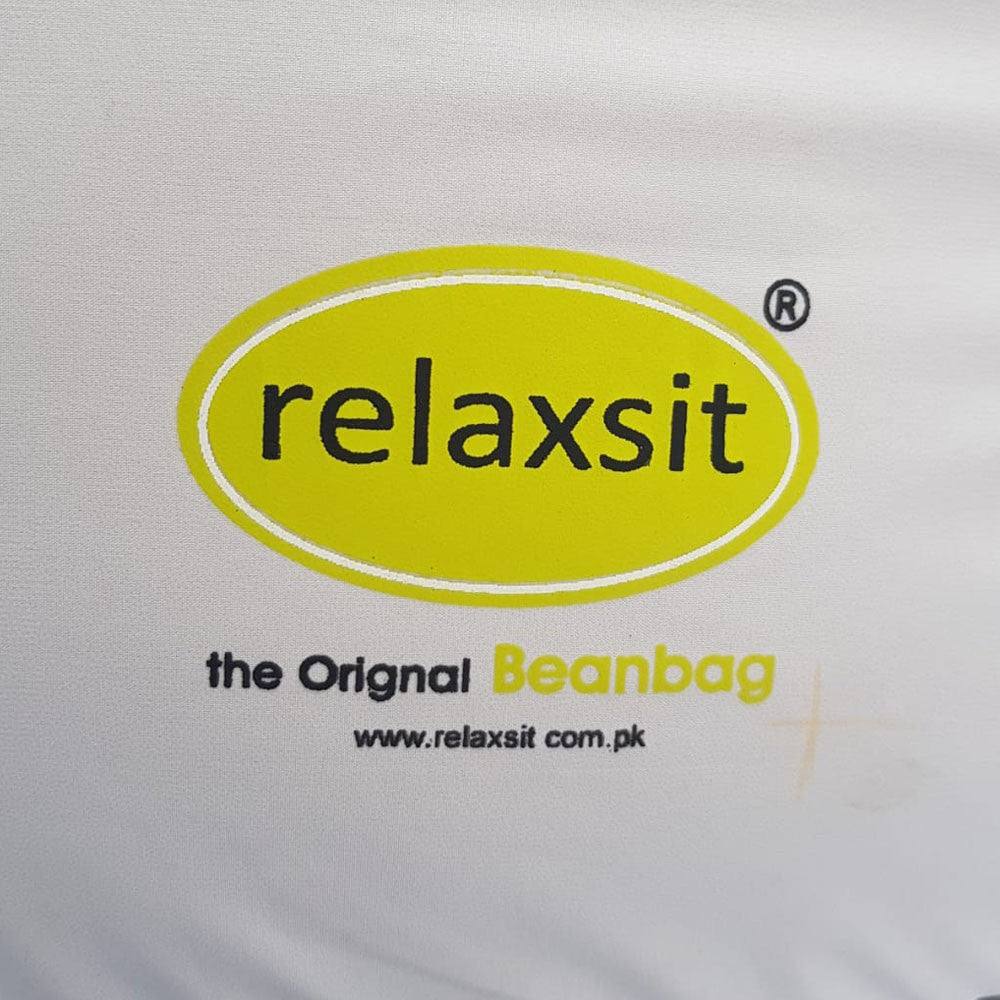 relaxsit ®
the Orignal Beanbag
www.relaxsit com.pk